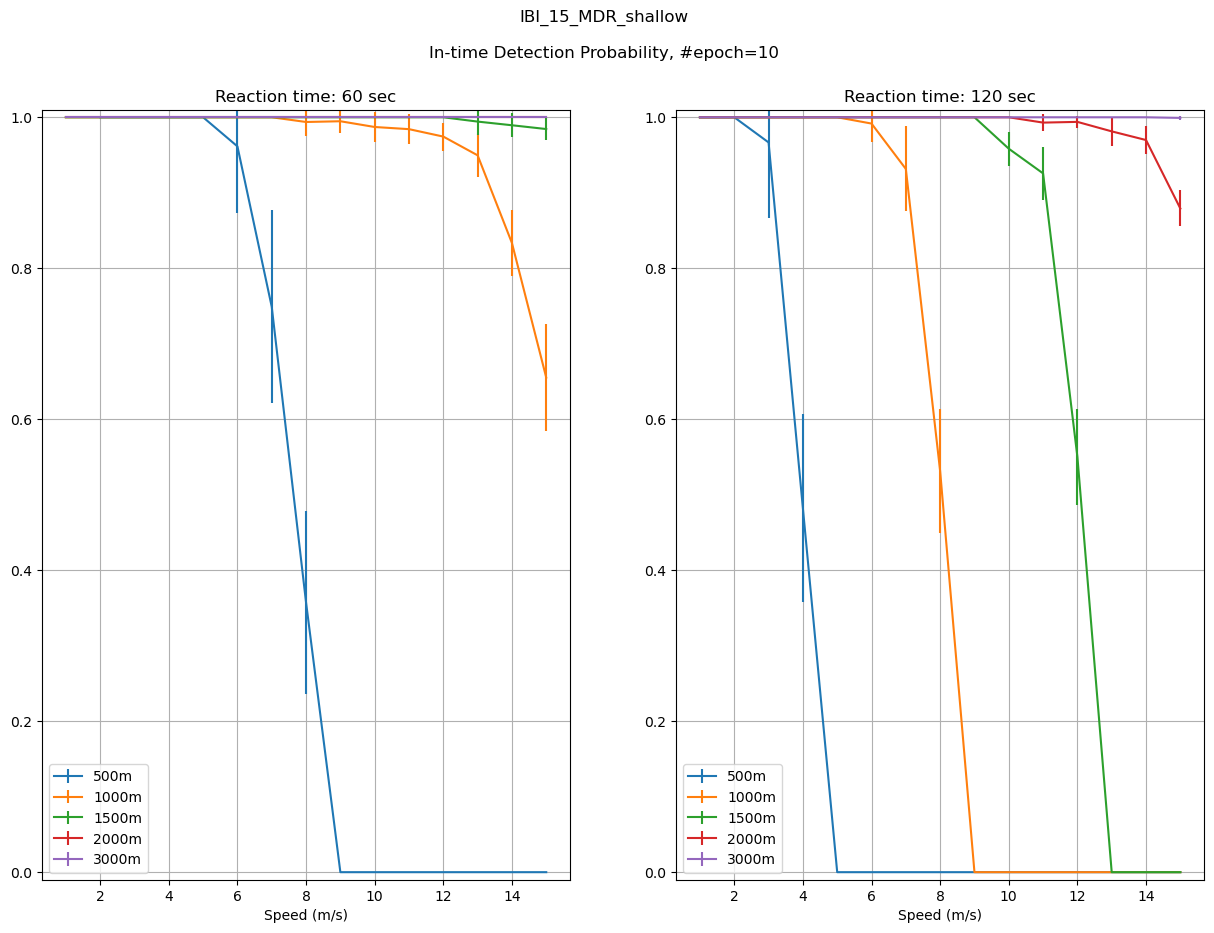 IBI_15_MDR_shallow
In-time Detection Probability, #epoch=10
Reaction time: 60 sec
1.0
0.8
0.6
0.4
0.2
0.0
500m
1000m
1500m
2000m
3000m
2 4 6 8 10 12 14
Speed (m/s)
Reaction time: 120 sec
1.0
0.8
0.6
0.4
0.2
0.0
500m
1000m
1500m
2000m
3000m
2 4 6 8 10 12 14
Speed (m/s)